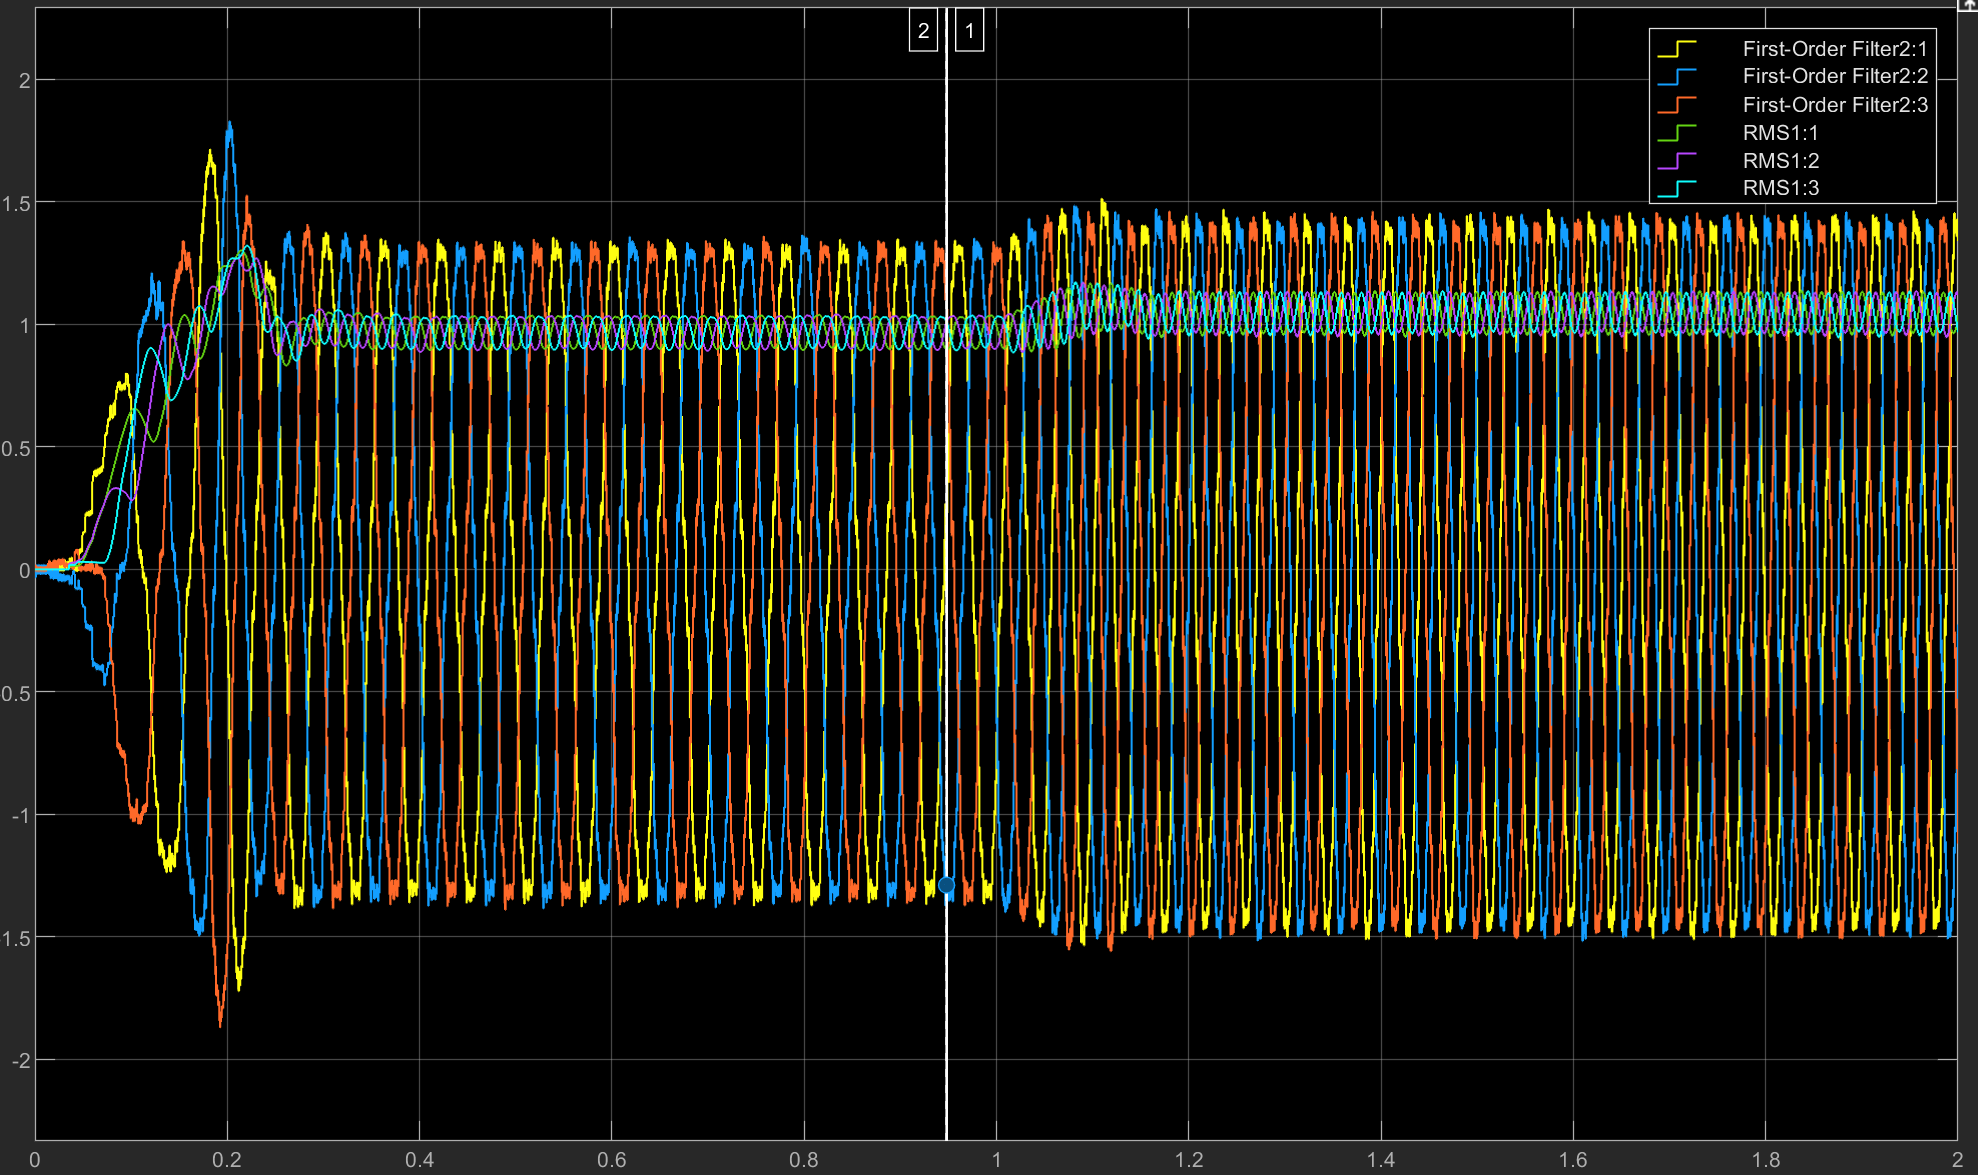 2 1
First-Order Filter2:1
First-Order Filter2:2
First-Order Filter2:3
RMS1:1
RMS1:2
RMS1:3
2
1.5
1
0.5
0
0.5
-1
1.5
-2
0 0.2 0.4 0.6 0.8 1 1.2 1.4 1.6 1.8 2